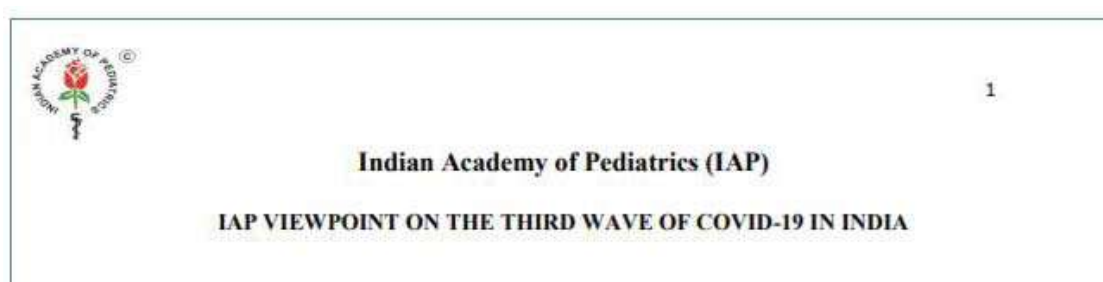 INDIAN ACADEMY OF PEDIATRICS
©
1
Indian Academy of Pediatrics (IAP)
IAP VIEWPOINT ON THE THIRD WAVE OF COVID-19 IN INDIA